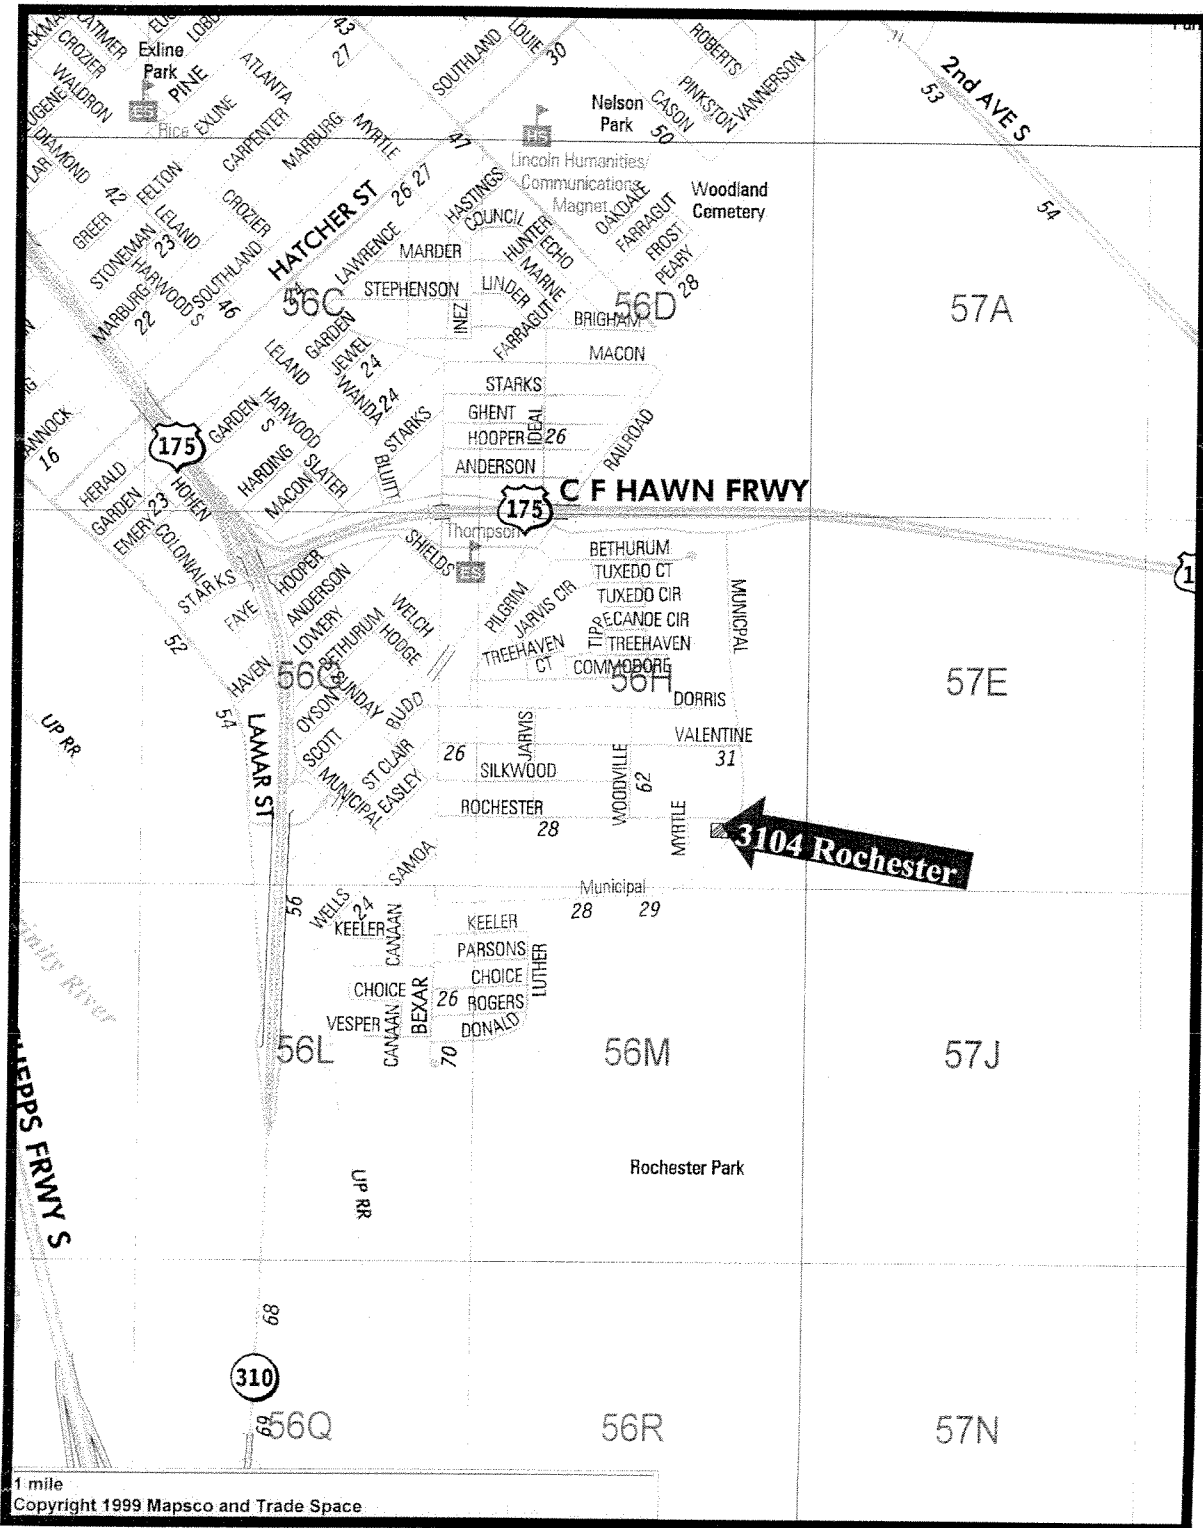 LATIMER
CROZIER
Exline
Park
PINE
WALDRON
DIAMOND
Rice
EXLINE
ATLANTA
CARPENTER
MARBURG
MYRTLE
43
27
SOUTHLAND
LOUIE
30
47
HS
Lincoln Humanities/
Communications
Magnet
Nelson
Park
ROBERTS
PINKSTON
CASON
VANNERSON
50
2nd AVE S
53
54
Woodland
Cemetery
42
GREER
FELTON
LELAND
23
STONEMAN
HARWOOD S
MARBURG
22
SOUTHLAND
46
CROZIER
HATCHER ST
26 27
LAWRENCE
HASTINGS
COUNCIL
MARDER
HUNTER
ECHO
MARNE
STEPHENSON
LINDER
INEZ
FARRAGUT
OAKDALE
FARRAGUT
FROST
PEARY
28
56C
56D
57A
BRIGHAM
MACON
GARDEN
JEWEL
24
LELAND
WANDA
24
STARKS
STARKS
GHENT
HOOPER
IDEAL
26
ANDERSON
RAILROAD
16
175
GARDEN
HARWOOD
S
HARDING
SLATER
MACON
BLUITT
HERALD
GARDEN
EMERY
23
HOHEN
COLONIAL
STARKS
FAYE
52
175
C F HAWN FRWY
Thompson
ES
SHIELDS
HOOPER
ANDERSON
LOWERY
BETHURUM
WELCH
HODGE
BETHURUM
TUXEDO CT
TUXEDO CIR
TIPPECANOE CIR
TREEHAVEN
COMMODORE
PILGRIM
JARVIS CIR
TREEHAVEN
CT
MUNICPAL
HAVEN
56G
56H
57E
SUNDAY
OYSON
BUDD
SCOTT
ST CLAIR
MUNICIPAL
EASLEY
DORRIS
VALENTINE
31
JARVIS
26
SILKWOOD
WOODVILLE
62
ROCHESTER
28
MYRTLE
3104 Rochester
UP RR
54
LAMAR ST
SAMOA
56
WELLS
24
KEELER
CANAAN
Municipal
28
29
KEELER
PARSONS
CHOICE
LUTHER
CHOICE
26
ROGERS
VESPER
CANAAN
BEXAR
DONALD
70
56L
56M
57J
Rochester Park
UP RR
68
310
69
56Q
56R
57N
1 mile
Copyright 1999 Mapsco and Trade Space